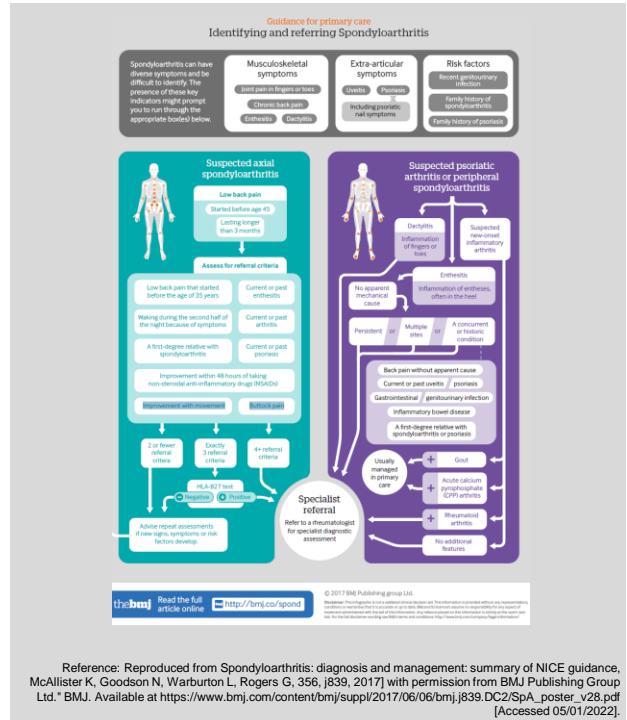 Guidance for primary care
Identifying and referring Spondyloarthritis
Spondyloarthritis can have
diverse symptoms and be
difficult to identify. The
presence of these key
indicators might prompt
you to run through the
appropriate box(es) below.
Musculoskeletal
symptoms
Joint pain in fingers or toes
Chronic back pain
Enthesitis
Dactylitis
Extra-articular
symptoms
Uveitis
Psoriasis
Including psoriatic
nail symptoms
Risk factors
Recent genitourinary
infection
Family history of
spondyloarthritis
Family history of psoriasis
Suspected axial
spondyloarthritis
Low back pain
Started before age 45
Lasting longer
than 3 months
Assess for referral criteria
Low back pain that started
before the age of 35 years
Current or past
enthesitis
Waking during the second half of
the night because of symptoms
Current or past
arthritis
A first-degree relative with
spondyloarthritis
Current or past
psoriasis
Improvement within 48 hours of taking
non-steroidal anti-inflammatory drugs (NSAIDs)
Improvement with movement
Buttock pain
2 or fewer
referral
critera
Exactly
3 referral
criteria
4+ referral
criteria
HLA-B27 test
Negative
Positive
Advise repeat assessments
if new signs, symptoms or risk
factors develop.
Suspected psoriatic
arthritis or peripheral
spondyloarthritis
Dactylitis
Inflammation
of fingers or
toes
Suspected
new-onset
inflammatory
arthritis
Enthesitis
Inflammation of entheses,
often in the heel
No apparent
mechanical
cause
Persistent
or
Multiple
sites
or
A concurrent
or historic
condition
Back pain without apparent cause
Current or past uveitis / psoriasis
Gastrointestinal / genitourinary infection
Inflammatory bowel disease
A first-degree relative with
spondyloarthritis or psoriasis
Usually
managed
in primary
care
+ Gout
+ Acute calcium
pyrophosphate
(CPP) arthritis
+ Rheumatoid
arthritis
No additional
features
Specialist
referral
Refer to a rheumatologist
for specialist diagnostic
assessment
thebmj
Read the full
article online
http://bmj.co/spond
© 2017 BMJ Publishing group Ltd.
Reference: Reproduced from Spondyloarthritis: diagnosis and management: summary of NICE guidance,
McAllister K, Goodson N, Warburton L, Rogers G, 356, j839, 2017] with permission from BMJ Publishing Group
Ltd." BMJ. Available at https://www.bmj.com/content/bmj/suppl/2017/06/06/bmj.j839.DC2/SpA_poster_v28.pdf
[Accessed 05/01/2022].